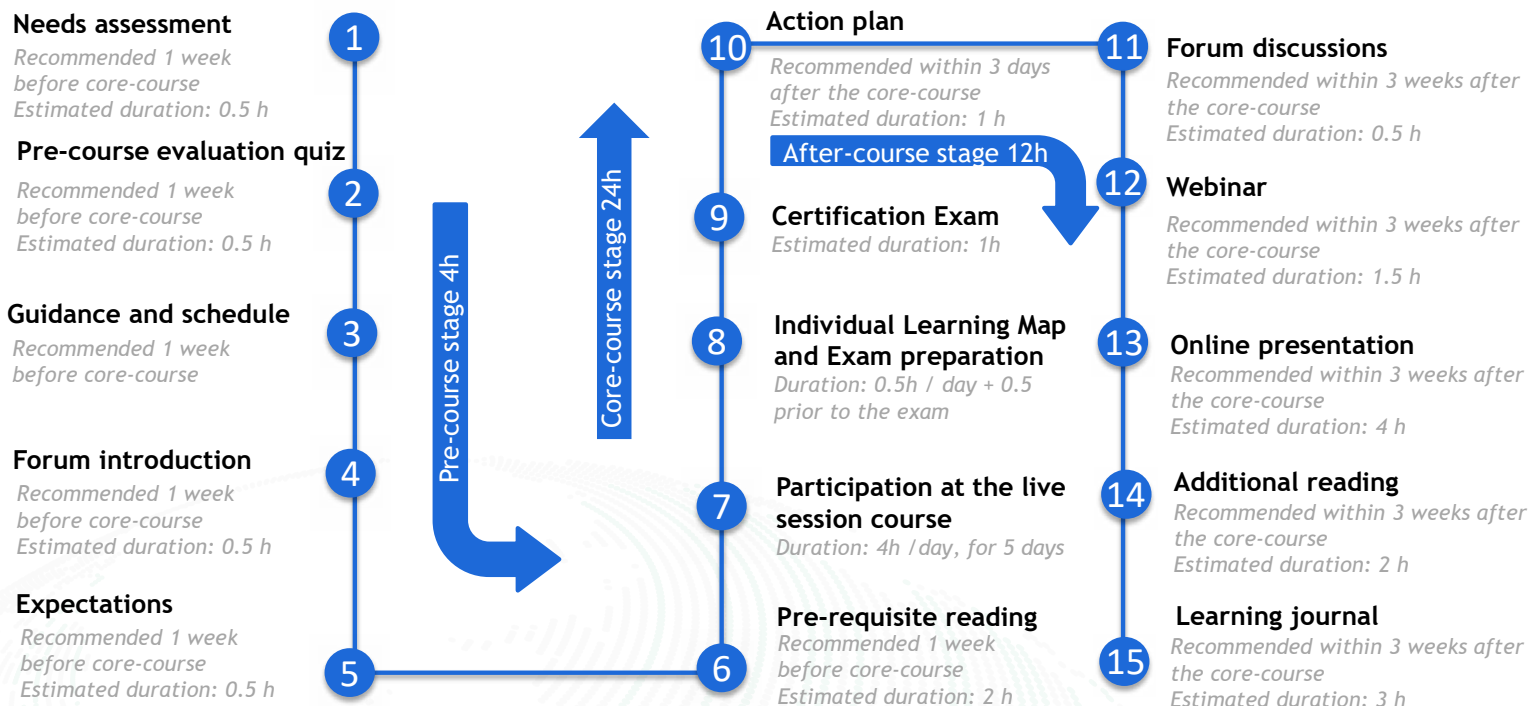 Needs assessment
Recommended 1 week
before core-course
Estimated duration: 0.5 h
1
Pre-course evaluation quiz
Recommended 1 week
before core-course
Estimated duration: 0.5 h
2
Guidance and schedule
Recommended 1 week
before core-course
3
Forum introduction
Recommended 1 week
before core-course
Estimated duration: 0.5 h
4
Expectations
Recommended 1 week
before core-course
Estimated duration: 0.5 h
5
Pre-course stage 4h
Core-course stage 24h
6
Pre-requisite reading
Recommended 1 week
before core-course
Estimated duration: 2 h
7
Participation at the live
session course
Duration: 4h /day, for 5 days
8
Individual Learning Map
and Exam preparation
Duration: 0.5h / day + 0.5
prior to the exam
9
Certification Exam
Estimated duration: 1h
10
Action plan
Recommended within 3 days
after the core-course
Estimated duration: 1 h
After-course stage 12h
11
Forum discussions
Recommended within 3 weeks after
the core-course
Estimated duration: 0.5 h
12
Webinar
Recommended within 3 weeks after
the core-course
Estimated duration: 1.5 h
13
Online presentation
Recommended within 3 weeks after
the core-course
Estimated duration: 4 h
14
Additional reading
Recommended within 3 weeks after
the core-course
Estimated duration: 2 h
15
Learning journal
Recommended within 3 weeks after
the core-course
Estimated duration: 3 h